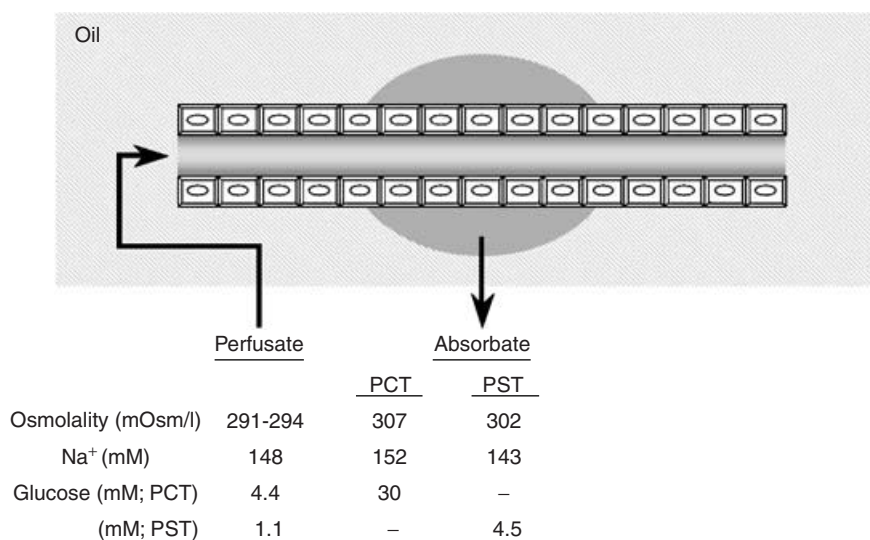 Oil
Perfusate Absorbate
PCT PST
Osmolality (mOsm/l) 291-294 307 302
Na⁺ (mM) 148 152 143
Glucose (mM; PCT) 4.4 30 –
(mM; PST) 1.1 – 4.5